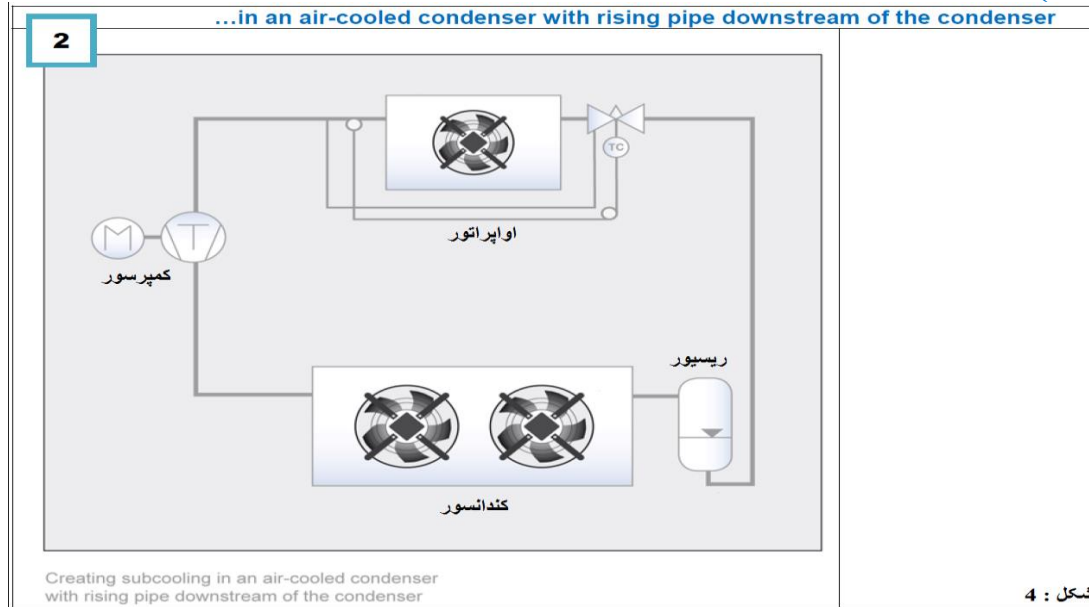 ...in an air-cooled condenser with rising pipe downstream of the condenser
2
TC
اواپراتور
M
T
کمپرسور
ریسیور
کندانسور
Creating subcooling in an air-cooled condenser
with rising pipe downstream of the condenser
شکل : 4